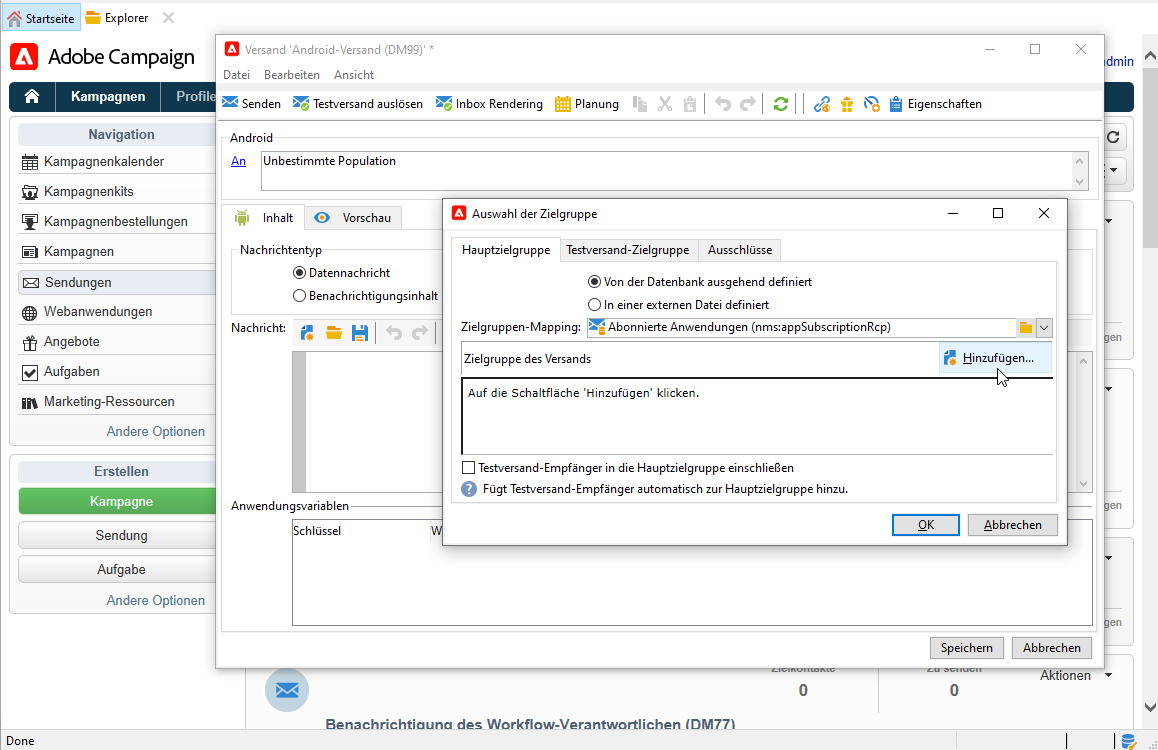 Startseite
Explorer
Adobe Campaign
dmin
Kampagnen
Profile
Navigation
Kampagnenkalender
Kampagnenkits
Kampagnenbestellungen
Kampagnen
Sendungen
Webanwendungen
Angebote
Aufgaben
Marketing-Ressourcen
Andere Optionen
Erstellen
Kampagne
Sendung
Aufgabe
Andere Optionen
Versand 'Android-Versand (DM99)' *
Datei Bearbeiten Ansicht
Senden Testversand auslösen Inbox Rendering Planung Eigenschaften
Android
An Unbestimmte Population
Inhalt Vorschau
Nachrichtentyp
Datennachricht
Benachrichtigungsinhalt
Nachricht:
Anwendungsvariablen
Schlüssel W
Speichern Abbrechen
Auswahl der Zielgruppe
Hauptzielgruppe Testversand-Zielgruppe Ausschlüsse
Von der Datenbank ausgehend definiert
In einer externen Datei definiert
Zielgruppen-Mapping: Abonnierte Anwendungen (nms:appSubscriptionRcp)
Zielgruppe des Versands Hinzufügen...
Auf die Schaltfläche 'Hinzufügen' klicken.
Testversand-Empfänger in die Hauptzielgruppe einschließen
? Fügt Testversand-Empfänger automatisch zur Hauptzielgruppe hinzu.
OK Abbrechen
gen
gen
gen
Zielkontakte Zu senden Aktionen
0 0
Benachrichtigung des Workflow-Verantwortlichen (DM77)
Done